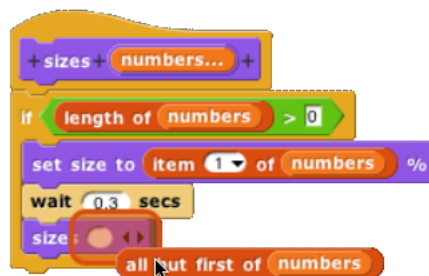 + sizes + numbers... +
if length of numbers > 0
set size to item 1 of numbers %
wait 0.3 secs
sizes
all but first of numbers